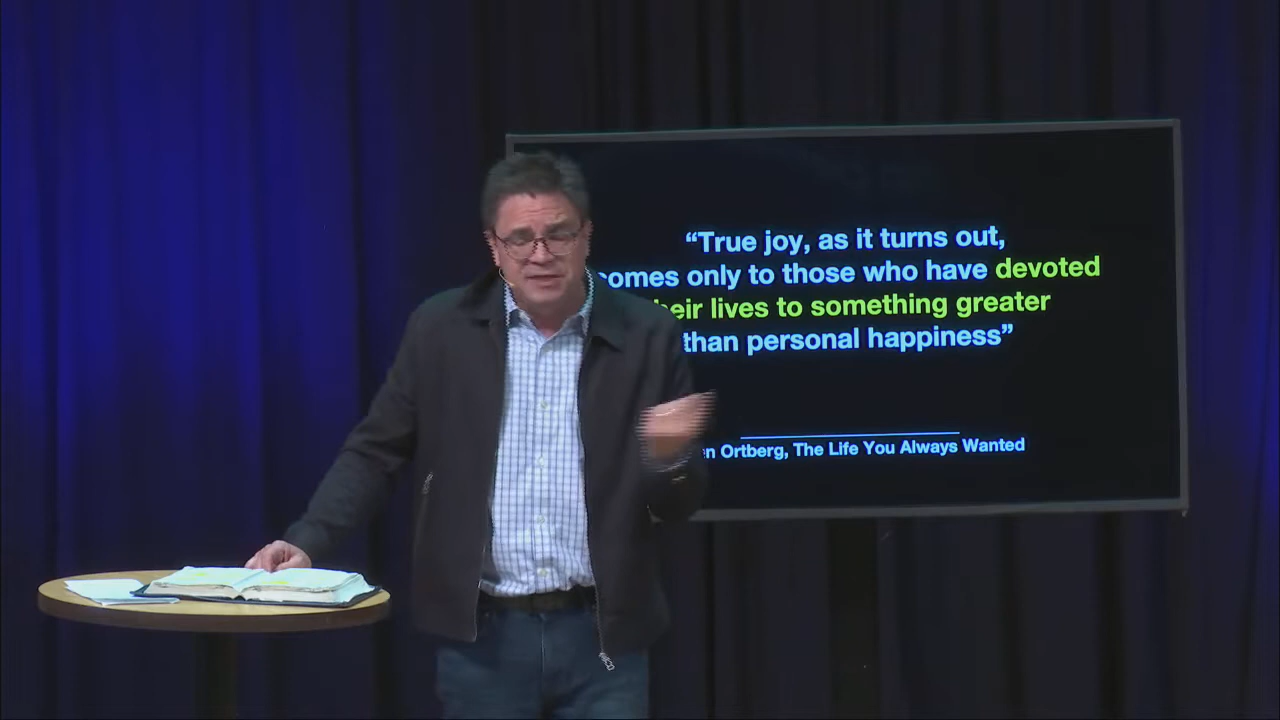 “True joy, as it turns out,
comes only to those who have devoted
their lives to something greater
than personal happiness”
Ortberg, The Life You Always Wanted